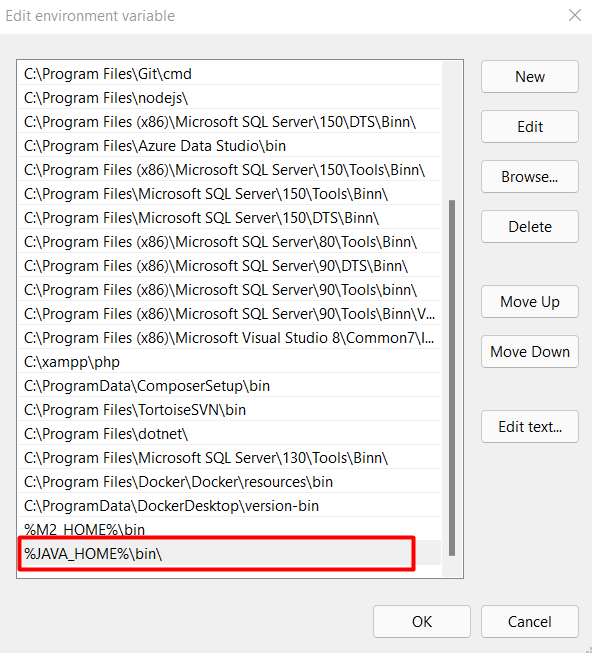 Edit environment variable
C:\Program Files\Git\cmd
C:\Program Files\nodejs\
C:\Program Files (x86)\Microsoft SQL Server\150\DTS\Binn\
C:\Program Files\Azure Data Studio\bin
C:\Program Files (x86)\Microsoft SQL Server\150\Tools\Binn\
C:\Program Files\Microsoft SQL Server\150\Tools\Binn\
C:\Program Files\Microsoft SQL Server\150\DTS\Binn\
C:\Program Files (x86)\Microsoft SQL Server\80\Tools\Binn\
C:\Program Files (x86)\Microsoft SQL Server\90\DTS\Binn\
C:\Program Files (x86)\Microsoft SQL Server\90\Tools\binn\
C:\Program Files (x86)\Microsoft SQL Server\90\Tools\Binn\V...
C:\Program Files (x86)\Microsoft Visual Studio 8\Common7\I...
C:\xampp\php
C:\ProgramData\ComposerSetup\bin
C:\Program Files\TortoiseSVN\bin
C:\Program Files\dotnet\
C:\Program Files\Microsoft SQL Server\130\Tools\Binn\
C:\Program Files\Docker\Docker\resources\bin
C:\ProgramData\DockerDesktop\version-bin
%M2_HOME%\bin
%JAVA_HOME%\bin\
New
Edit
Browse...
Delete
Move Up
Move Down
Edit text...
OK
Cancel